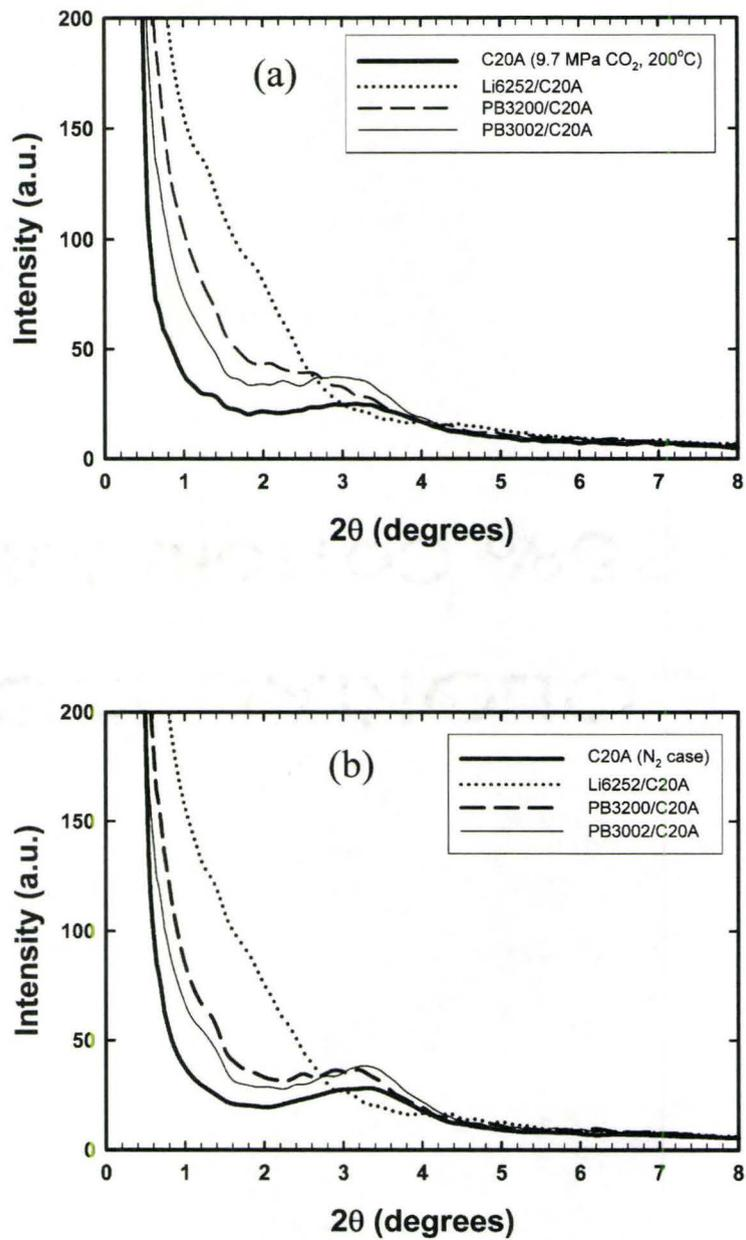 (a)
C20A (9.7 MPa CO₂, 200°C)
Li6252/C20A
PB3200/C20A
PB3002/C20A
200
150
100
50
0
Intensity (a.u.)
0 1 2 3 4 5 6 7 8
2θ (degrees)
(b)
C20A (N₂ case)
Li6252/C20A
PB3200/C20A
PB3002/C20A
200
150
100
50
0
Intensity (a.u.)
0 1 2 3 4 5 6 7 8
2θ (degrees)